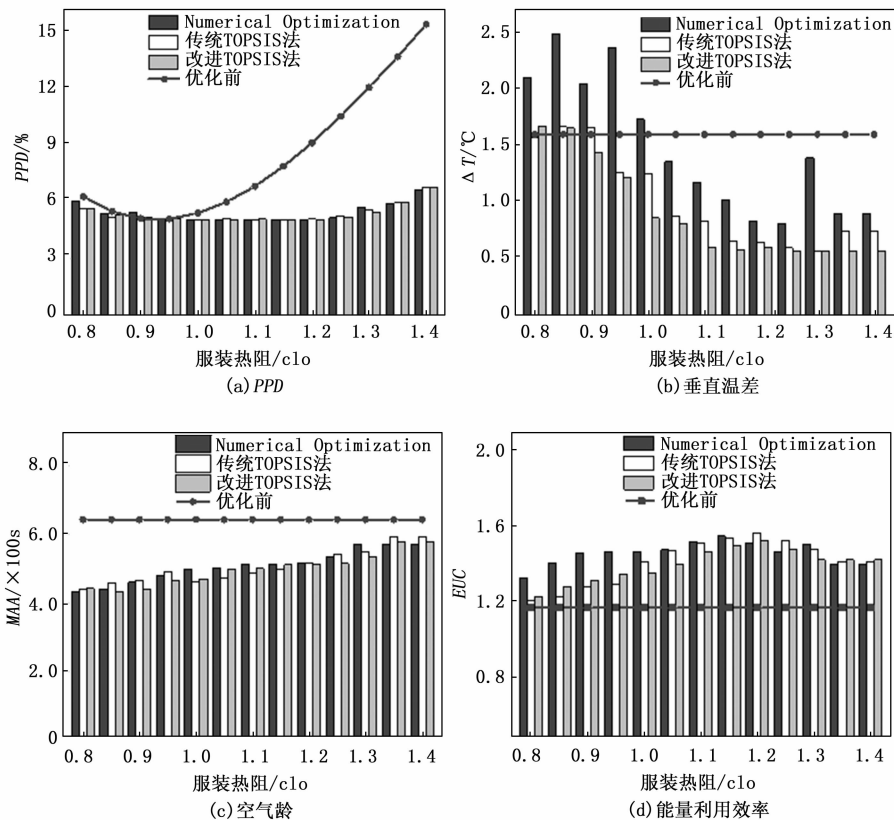 Numerical Optimization
传统TOPSIS法
改进TOPSIS法
优化前
PPD/%
15
12
9
6
3
0
0.8 0.9 1.0 1.1 1.2 1.3 1.4
服装热阻/clo
(a)PPD
Numerical Optimization
传统TOPSIS法
改进TOPSIS法
优化前
ΔT/℃
2.5
2.0
1.5
1.0
0.5
0
0.8 0.9 1.0 1.1 1.2 1.3 1.4
服装热阻/clo
(b)垂直温差
Numerical Optimization
传统TOPSIS法
改进TOPSIS法
优化前
MAA/×100s
8.0
6.0
4.0
2.0
0
0.8 0.9 1.0 1.1 1.2 1.3 1.4
服装热阻/clo
(c)空气龄
Numerical Optimization
传统TOPSIS法
改进TOPSIS法
优化前
EUC
2.0
1.6
1.2
0.8
0.8 0.9 1.0 1.1 1.2 1.3 1.4
服装热阻/clo
(d)能量利用效率